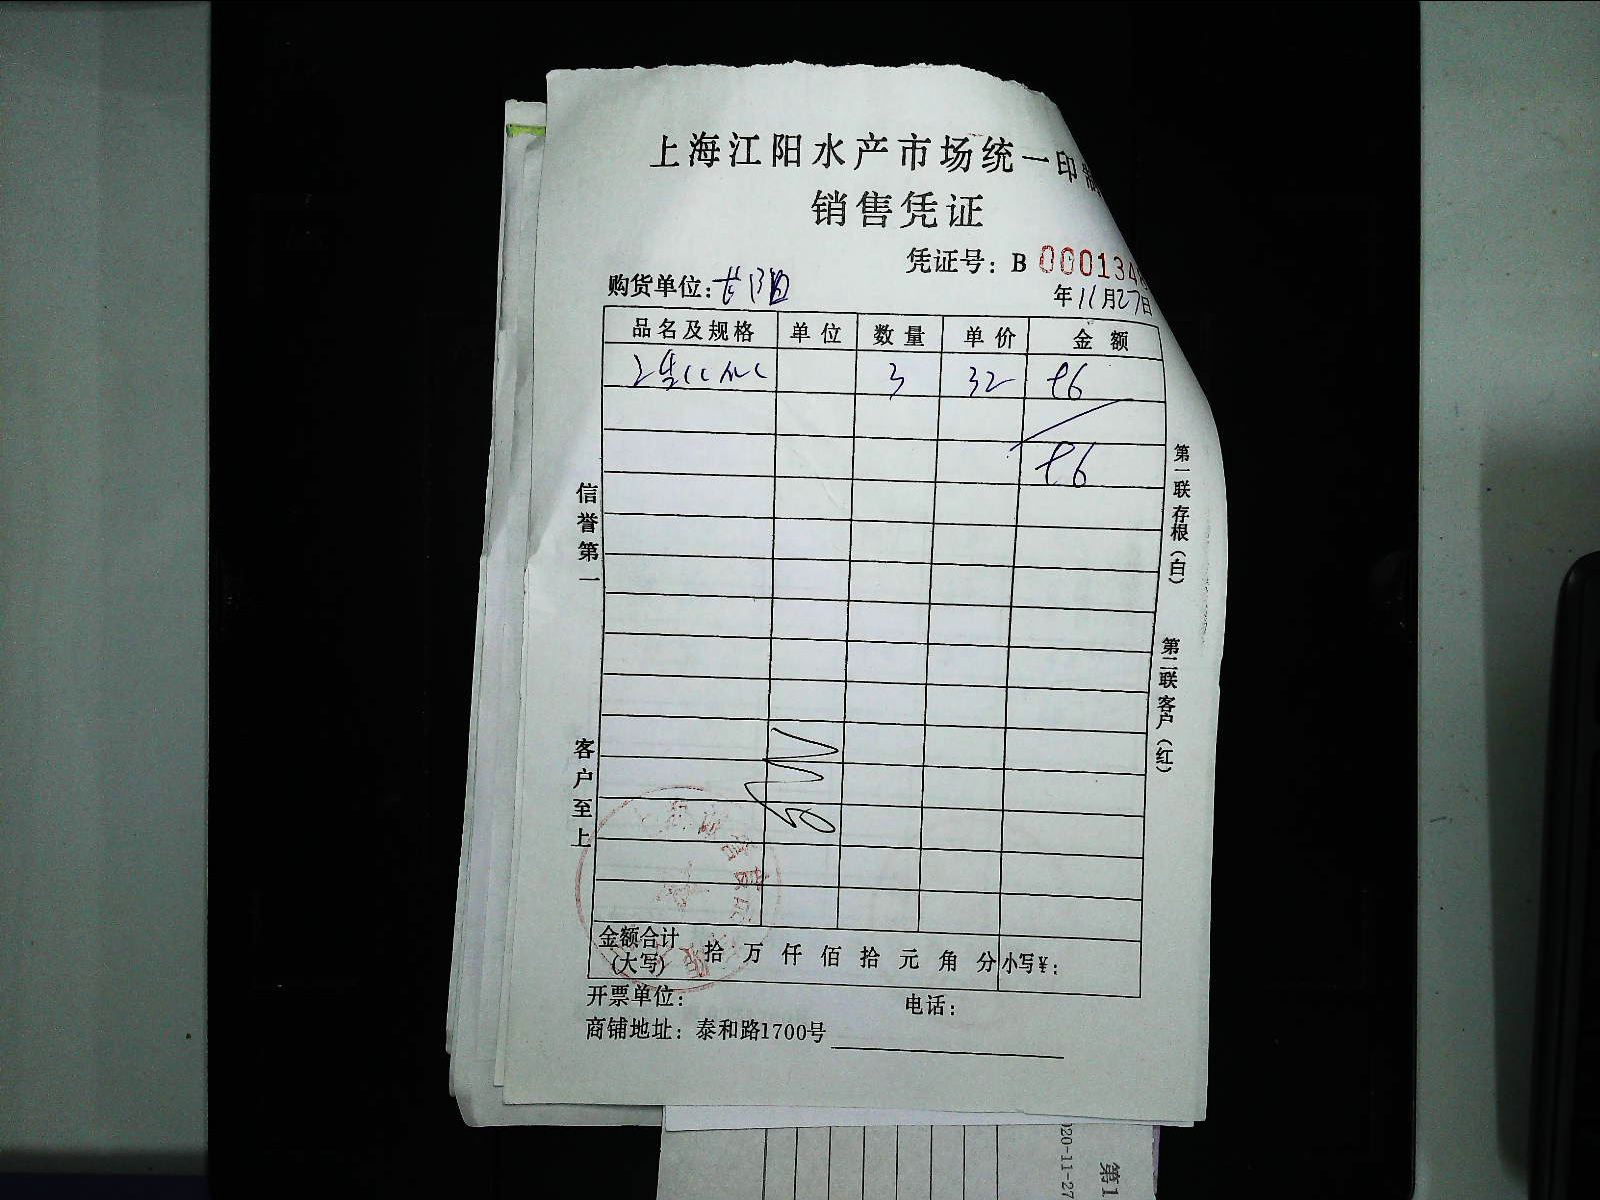 上海江阳水产市场统一印
销售凭证
凭证号：B 000134
购货单位：
年11月27日
品名及规格 单位 数量 单价 金额
3 32 96
96
信誉第一
客户至上
第一联存根（白）
第二联客户（红）
金额合计（大写） 拾 万 仟 佰 拾 元 角 分 小写¥：
开票单位： 电话：
商铺地址：泰和路1700号
020-11-27
第1